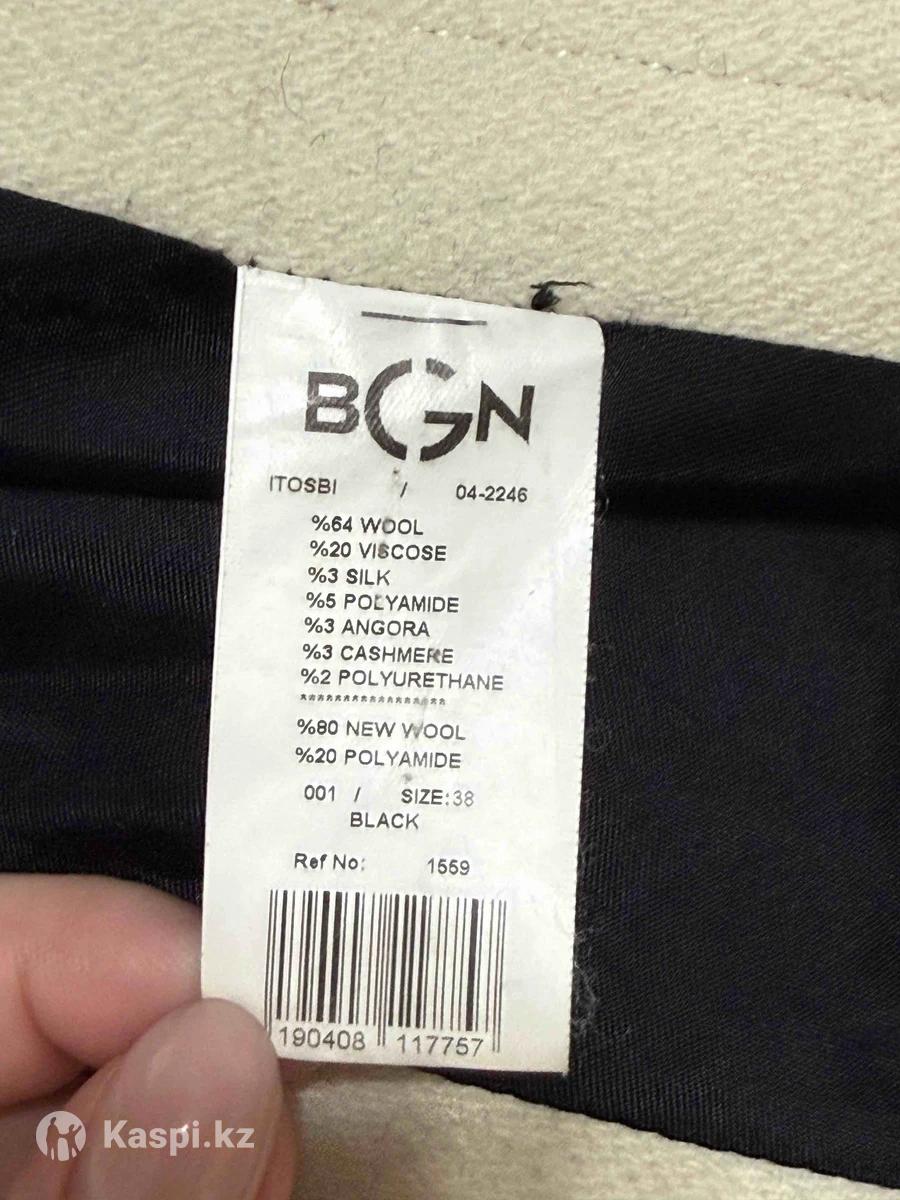 BGN
ITOSBI / 04-2246
%64 WOOL
%20 VISCOSE
%3 SILK
%5 POLYAMIDE
%3 ANGORA
%3 CASHMERE
%2 POLYURETHANE
******************
%80 NEW WOOL
%20 POLYAMIDE
001 / SIZE:38
BLACK
Ref No: 1559
190408 117757
Kaspi.kz